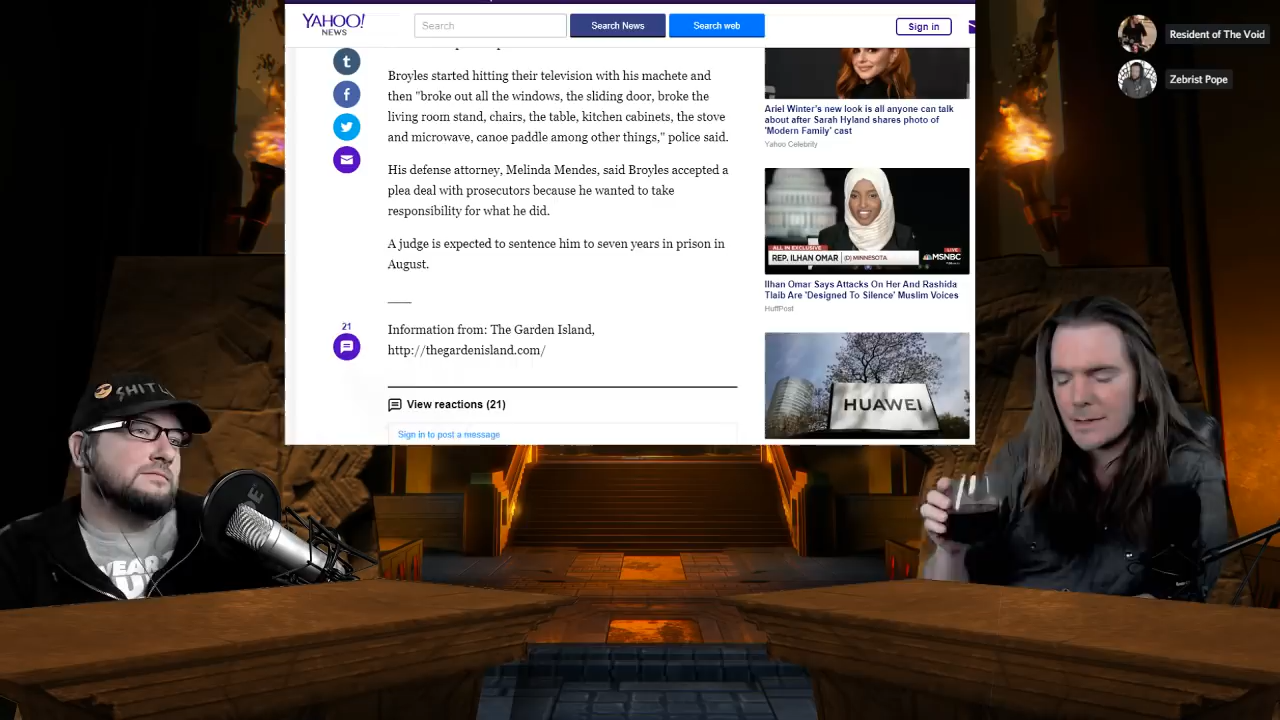 YAHOO!
NEWS
Search
Search News
Search web
Sign in
Resident of The Void
Zebrist Pope
Broyles started hitting their television with his machete and
then "broke out all the windows, the sliding door, broke the
living room stand, chairs, the table, kitchen cabinets, the stove
and microwave, canoe paddle among other things," police said.
His defense attorney, Melinda Mendes, said Broyles accepted a
plea deal with prosecutors because he wanted to take
responsibility for what he did.
A judge is expected to sentence him to seven years in prison in
August.
21
Information from: The Garden Island,
http://thegardenisland.com/
View reactions (21)
Sign in to post a message
Ariel Winter's new look is all anyone can talk
about after Sarah Hyland shares photo of
'Modern Family' cast
Yahoo Celebrity
ALL IN EXCLUSIVE
REP. ILHAN OMAR (D) MINNESOTA
LIVE
MSNBC
Ilhan Omar Says Attacks On Her And Rashida
Tlaib Are 'Designed To Silence' Muslim Voices
HuffPost
HUAWEI